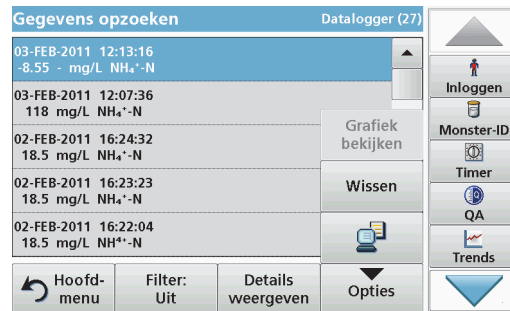 Gegevens opzoeken
Datalogger (27)
03-FEB-2011 12:13:16
-8.55 - mg/L NH₄⁺-N
03-FEB-2011 12:07:36
118 mg/L NH₄⁺-N
02-FEB-2011 16:24:32
18.5 mg/L NH₄⁺-N
02-FEB-2011 16:23:23
18.5 mg/L NH₄⁺-N
02-FEB-2011 16:22:04
18.5 mg/L NH⁴⁺-N
Grafiek
bekijken
Wissen
Hoofd-
menu
Filter:
Uit
Details
weergeven
Opties
Inloggen
Monster-ID
Timer
QA
Trends